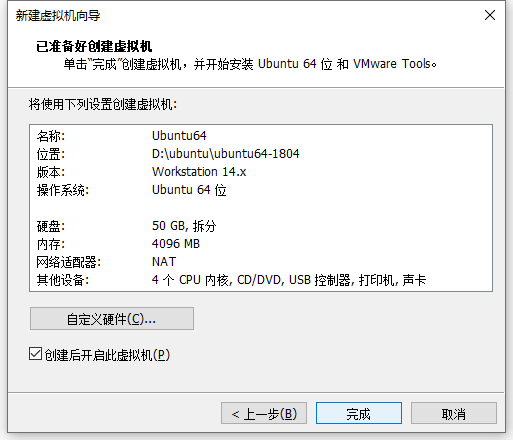 新建虚拟机向导
已准备好创建虚拟机
单击“完成”创建虚拟机，并开始安装 Ubuntu 64 位 和 VMware Tools。
将使用下列设置创建虚拟机：
名称： Ubuntu64
位置： D:\ubuntu\ubuntu64-1804
版本： Workstation 14.x
操作系统： Ubuntu 64 位
硬盘： 50 GB, 拆分
内存： 4096 MB
网络适配器： NAT
其他设备： 4 个 CPU 内核, CD/DVD, USB 控制器, 打印机, 声卡
自定义硬件(C)...
创建后开启此虚拟机(P)
< 上一步(B) 完成 取消